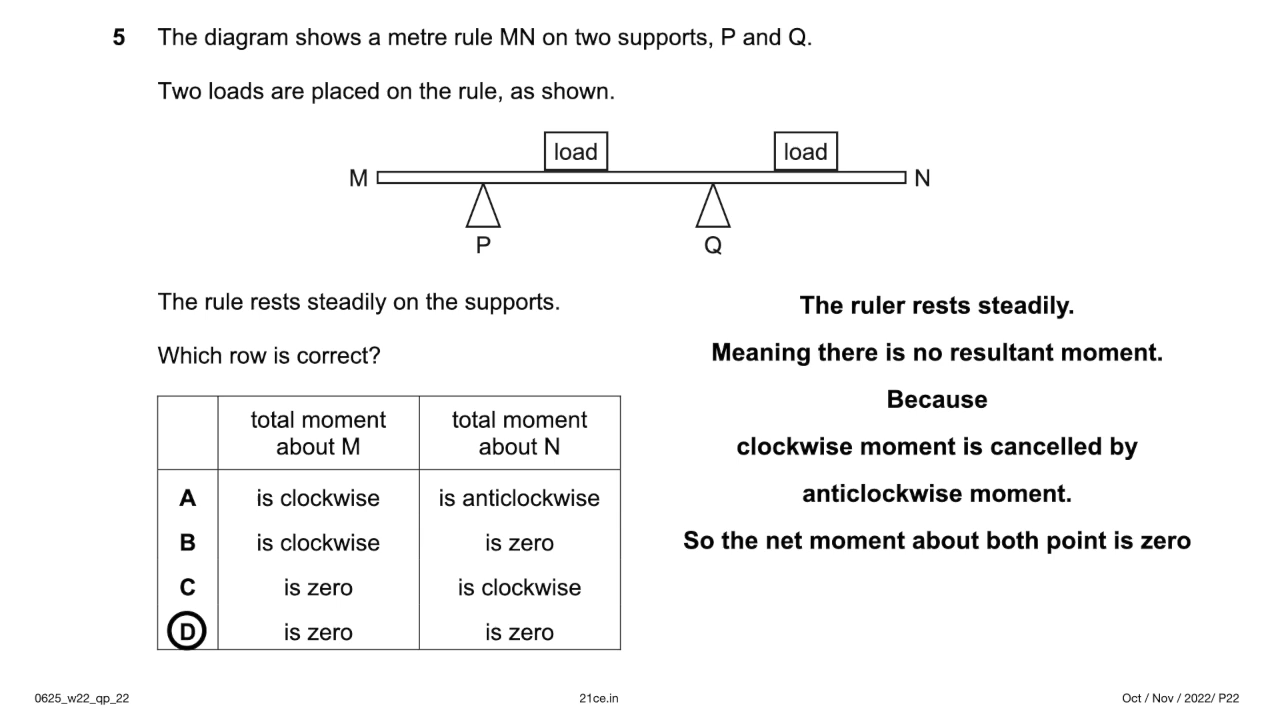 5 The diagram shows a metre rule MN on two supports, P and Q.
Two loads are placed on the rule, as shown.
load load
M N
P Q
The rule rests steadily on the supports.
Which row is correct?
total moment about M total moment about N
A is clockwise is anticlockwise
B is clockwise is zero
C is zero is clockwise
D is zero is zero
The ruler rests steadily.
Meaning there is no resultant moment.
Because
clockwise moment is cancelled by
anticlockwise moment.
So the net moment about both point is zero
0625_w22_qp_22 21ce.in Oct / Nov / 2022/ P22